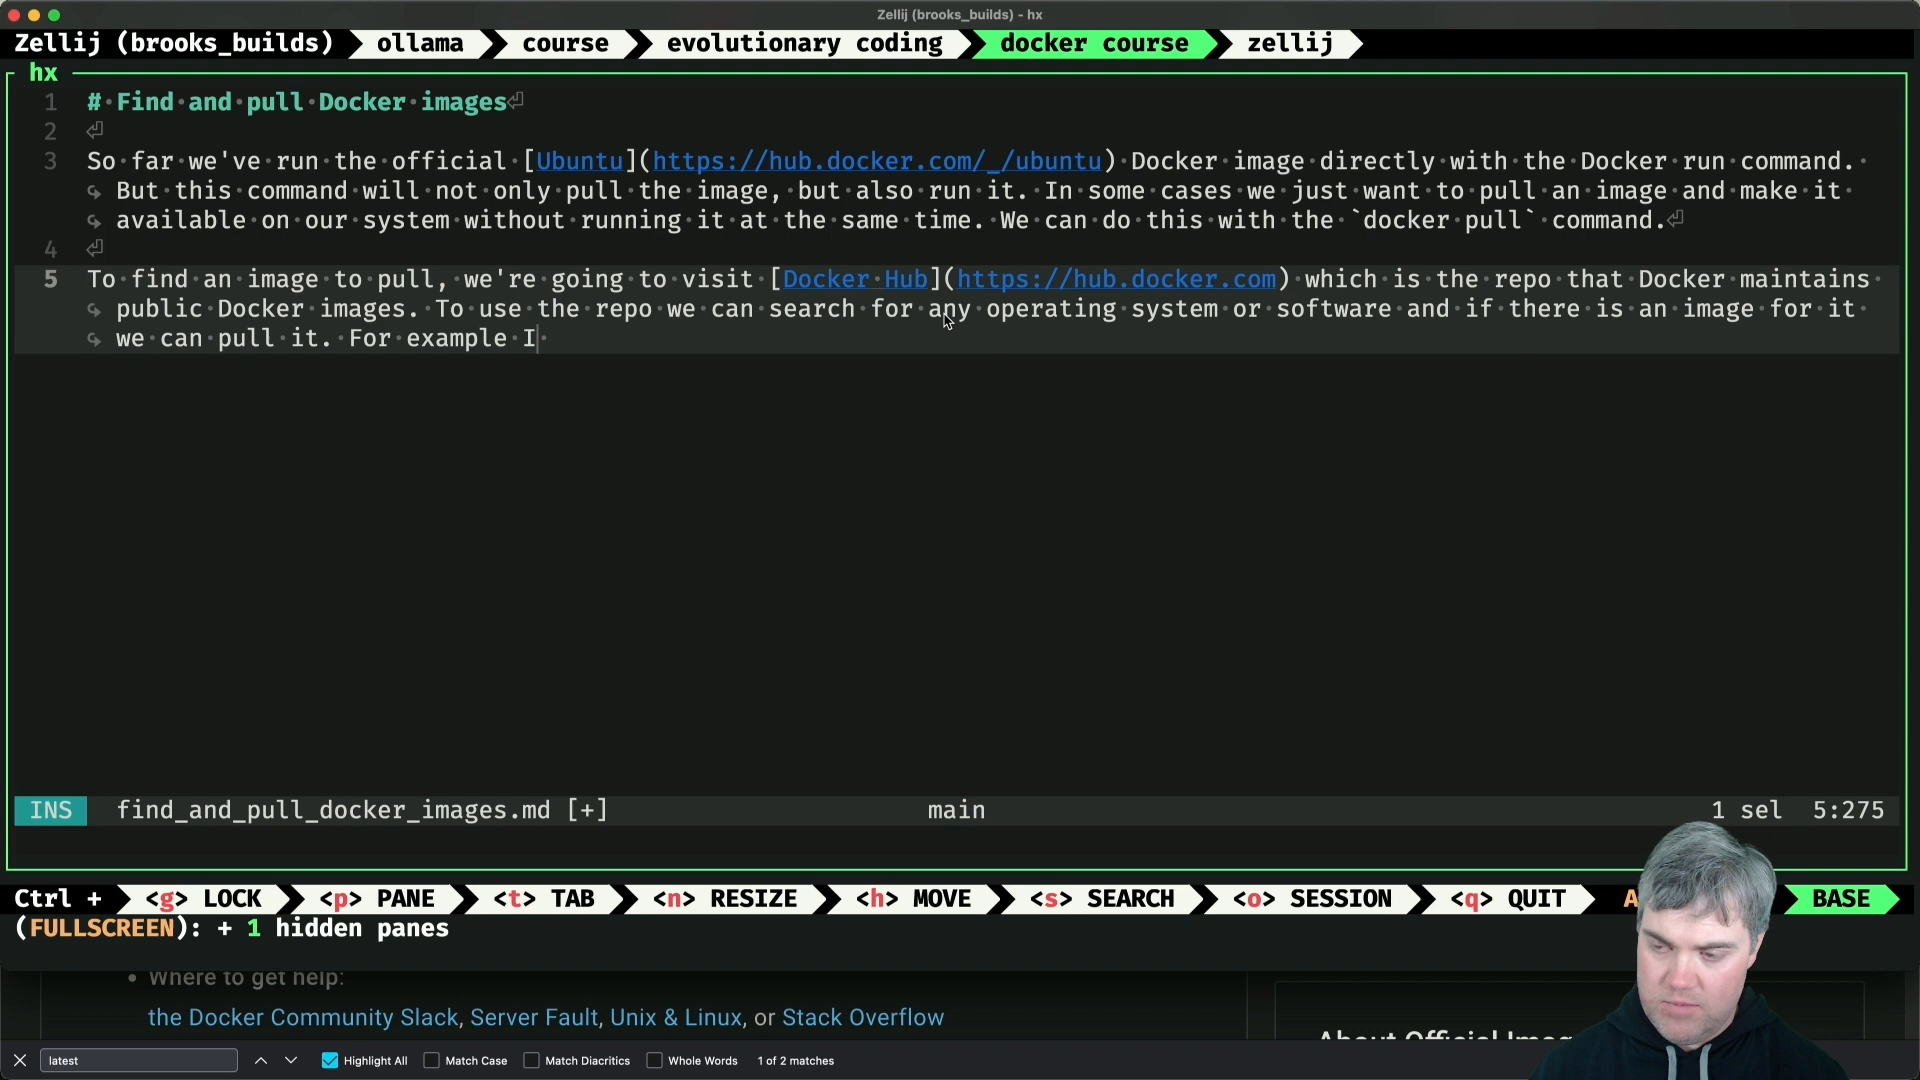 Zellij (brooks_builds) - hx
Zellij (brooks_builds) ollama course evolutionary coding docker course zellij
hx
1 # Find and pull Docker images
2
3 So far we've run the official [Ubuntu](https://hub.docker.com/_/ubuntu) Docker image directly with the Docker run command.
But this command will not only pull the image, but also run it. In some cases we just want to pull an image and make it
available on our system without running it at the same time. We can do this with the `docker pull` command.
4
5 To find an image to pull, we're going to visit [Docker Hub](https://hub.docker.com) which is the repo that Docker maintains
public Docker images. To use the repo we can search for any operating system or software and if there is an image for it
we can pull it. For example I
INS find_and_pull_docker_images.md [+] main 1 sel 5:275
Ctrl + <g> LOCK <p> PANE <t> TAB <n> RESIZE <h> MOVE <s> SEARCH <o> SESSION <q> QUIT BASE
(FULLSCREEN): + 1 hidden panes
Where to get help:
the Docker Community Slack, Server Fault, Unix & Linux, or Stack Overflow
About Official
latest Highlight All Match Case Match Diacritics Whole Words 1 of 2 matches